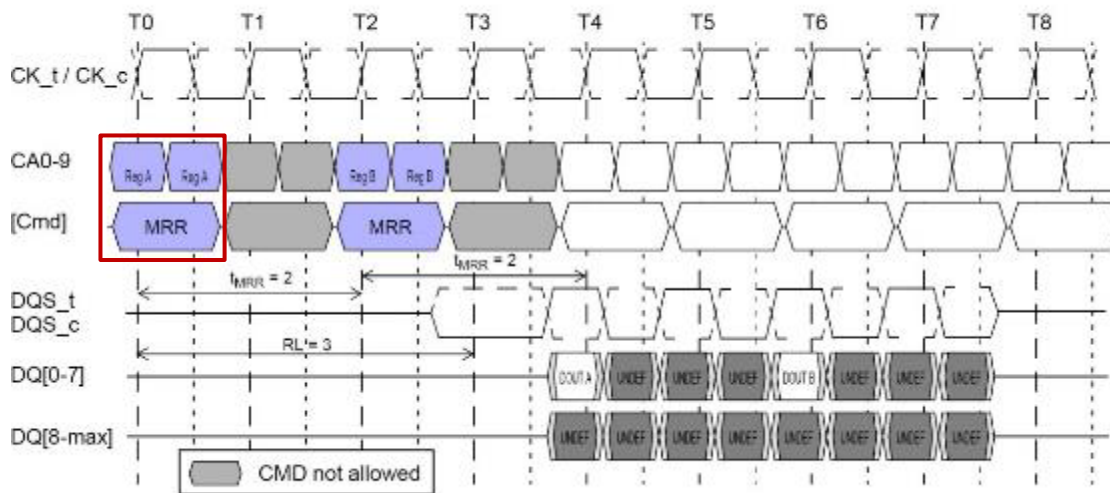 T0 T1 T2 T3 T4 T5 T6 T7 T8
CK_t / CK_c
CA0-9 Reg A Reg A Reg B Reg B
[Cmd] MRR MRR
tMRR = 2 tMRR = 2
DQS_t
DQS_c
RL = 3
DQ[0-7] DOUT A UNDEF UNDEF UNDEF DOUT B UNDEF UNDEF UNDEF
DQ[8-max] UNDEF UNDEF UNDEF UNDEF UNDEF UNDEF UNDEF UNDEF
CMD not allowed